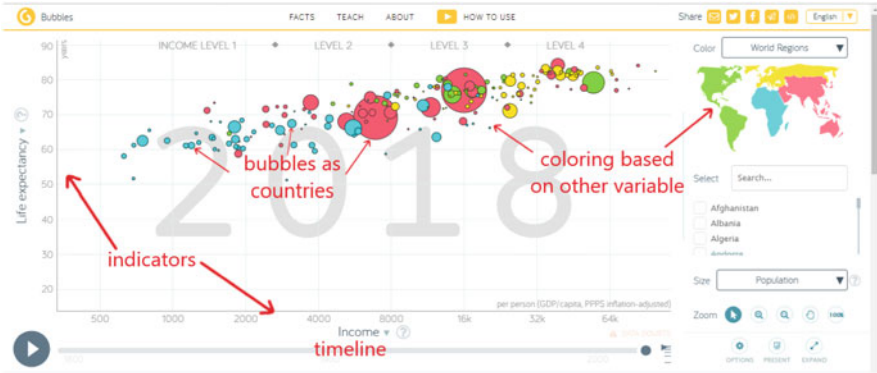 Bubbles
FACTS TEACH ABOUT HOW TO USE
Share English
90 years INCOME LEVEL 1 LEVEL 2 LEVEL 3 LEVEL 4
80
70
60
50
40
30
20
Life expectancy ?
2018
bubbles as
countries
coloring based
on other variable
indicators
per person (GDP/capita, PPP$ inflation-adjusted)
500 1000 2000 4000 8000 16k 32k 64k
Income ?
timeline
1800
Color World Regions
Select Search...
Afghanistan
Albania
Algeria
Andorra
Size Population ?
Zoom 100%
OPTIONS PRESENT EXPAND